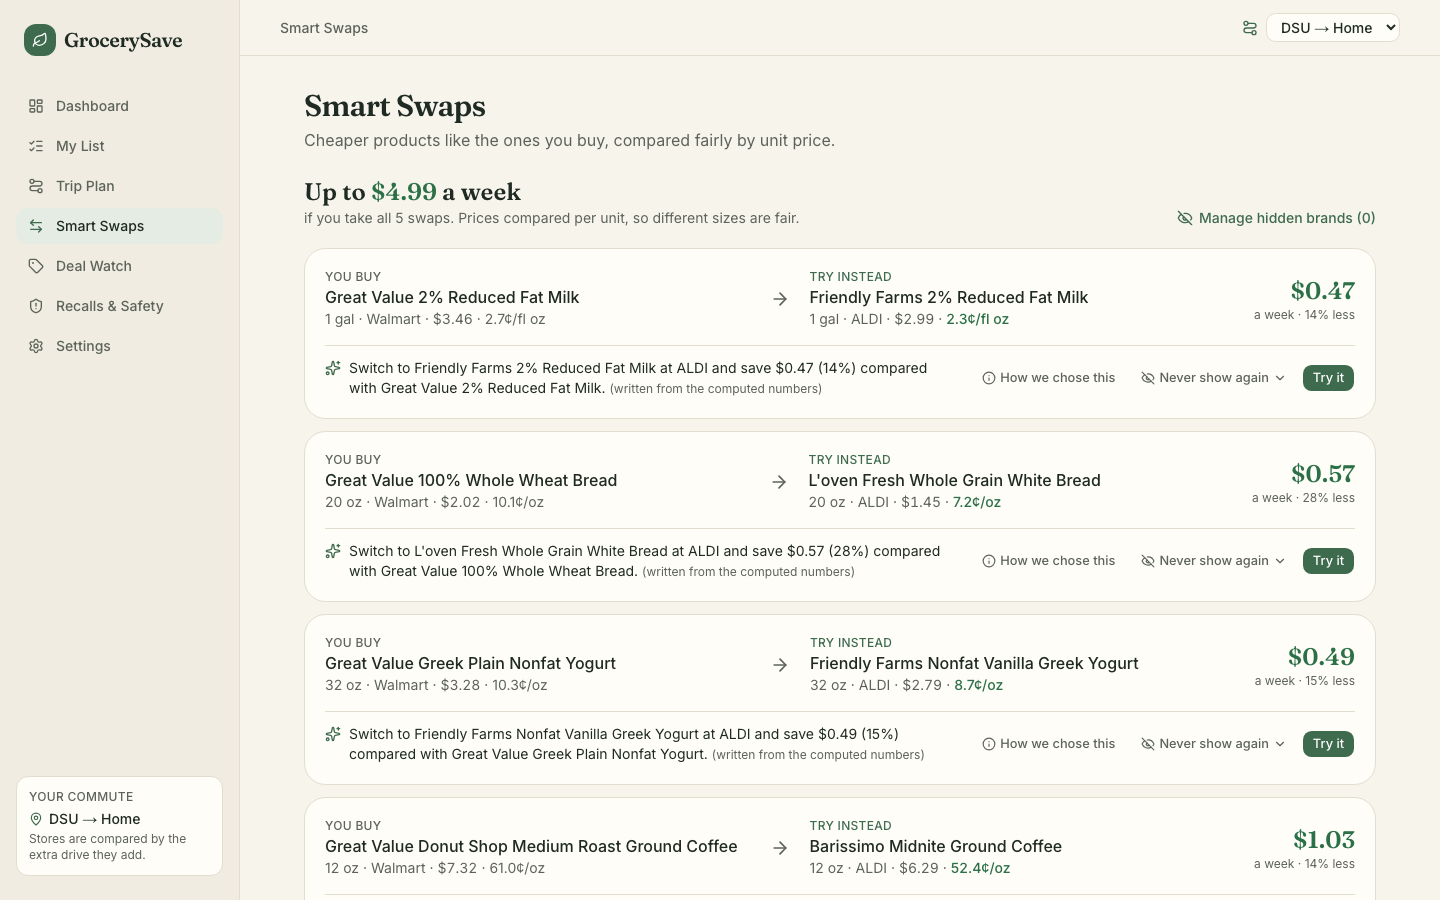 GrocerySave
Dashboard
My List
Trip Plan
Smart Swaps
Deal Watch
Recalls & Safety
Settings
YOUR COMMUTE
DSU → Home
Stores are compared by the
extra drive they add.
Smart Swaps
DSU → Home
Smart Swaps
Cheaper products like the ones you buy, compared fairly by unit price.
Up to $4.99 a week
if you take all 5 swaps. Prices compared per unit, so different sizes are fair.
Manage hidden brands (0)
YOU BUY
Great Value 2% Reduced Fat Milk
1 gal · Walmart · $3.46 · 2.7¢/fl oz
TRY INSTEAD
Friendly Farms 2% Reduced Fat Milk
1 gal · ALDI · $2.99 · 2.3¢/fl oz
$0.47
a week · 14% less
Switch to Friendly Farms 2% Reduced Fat Milk at ALDI and save $0.47 (14%) compared
with Great Value 2% Reduced Fat Milk. (written from the computed numbers)
How we chose this
Never show again
Try it
YOU BUY
Great Value 100% Whole Wheat Bread
20 oz · Walmart · $2.02 · 10.1¢/oz
TRY INSTEAD
L'oven Fresh Whole Grain White Bread
20 oz · ALDI · $1.45 · 7.2¢/oz
$0.57
a week · 28% less
Switch to L'oven Fresh Whole Grain White Bread at ALDI and save $0.57 (28%) compared
with Great Value 100% Whole Wheat Bread. (written from the computed numbers)
How we chose this
Never show again
Try it
YOU BUY
Great Value Greek Plain Nonfat Yogurt
32 oz · Walmart · $3.28 · 10.3¢/oz
TRY INSTEAD
Friendly Farms Nonfat Vanilla Greek Yogurt
32 oz · ALDI · $2.79 · 8.7¢/oz
$0.49
a week · 15% less
Switch to Friendly Farms Nonfat Vanilla Greek Yogurt at ALDI and save $0.49 (15%)
compared with Great Value Greek Plain Nonfat Yogurt. (written from the computed numbers)
How we chose this
Never show again
Try it
YOU BUY
Great Value Donut Shop Medium Roast Ground Coffee
12 oz · Walmart · $7.32 · 61.0¢/oz
TRY INSTEAD
Barissimo Midnite Ground Coffee
12 oz · ALDI · $6.29 · 52.4¢/oz
$1.03
a week · 14% less